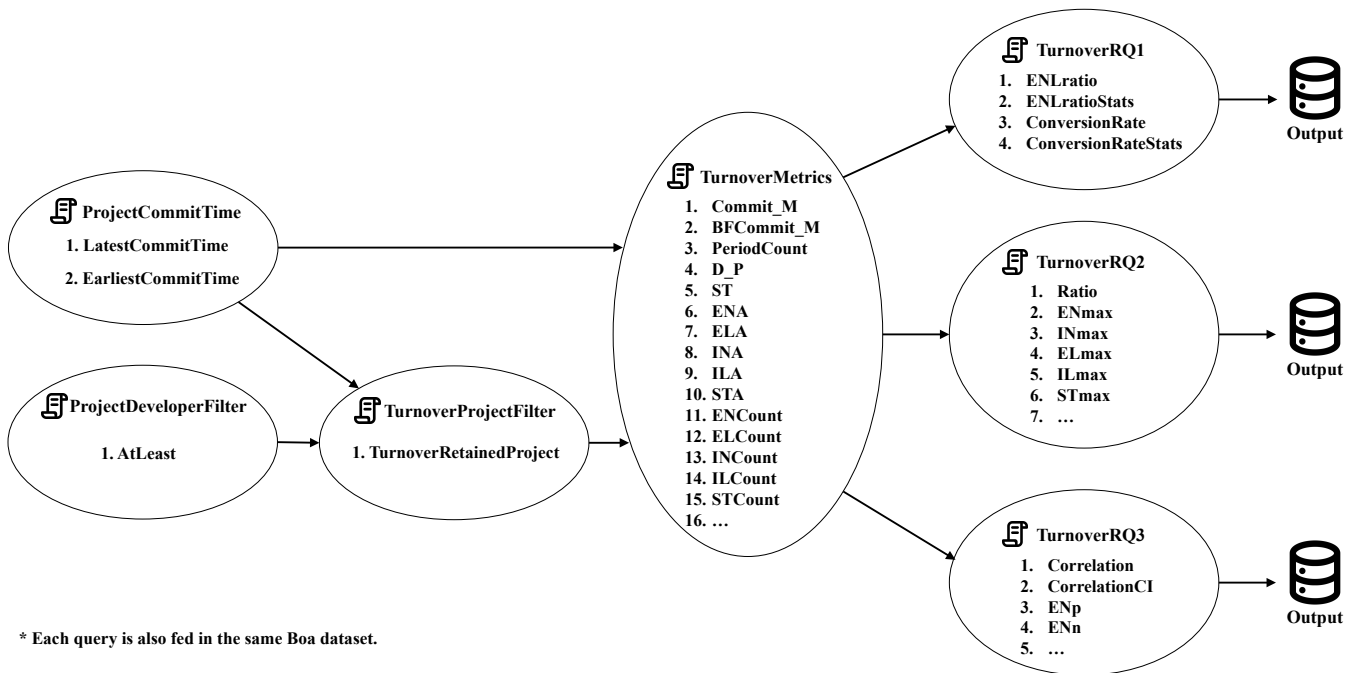 ProjectCommitTime
1. LatestCommitTime
2. EarliestCommitTime
ProjectDeveloperFilter
1. AtLeast
TurnoverProjectFilter
1. TurnoverRetainedProject
TurnoverMetrics
1. Commit_M
2. BFCommit_M
3. PeriodCount
4. D_P
5. ST
6. ENA
7. ELA
8. INA
9. ILA
10. STA
11. ENCount
12. ELCount
13. INCount
14. ILCount
15. STCount
16. ...
TurnoverRQ1
1. ENLratio
2. ENLratioStats
3. ConversionRate
4. ConversionRateStats
Output
TurnoverRQ2
1. Ratio
2. ENmax
3. INmax
4. ELmax
5. ILmax
6. STmax
7. ...
Output
TurnoverRQ3
1. Correlation
2. CorrelationCI
3. ENp
4. ENn
5. ...
Output
* Each query is also fed in the same Boa dataset.